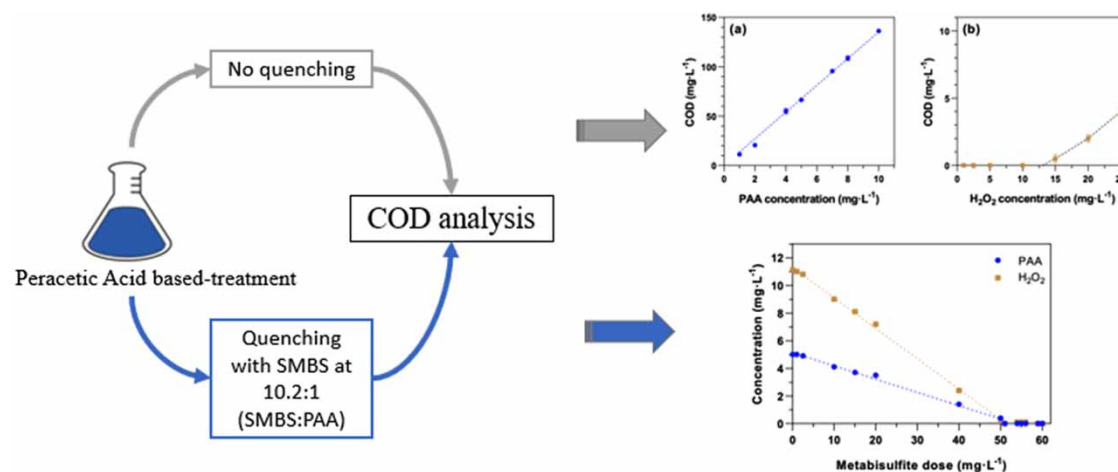 No quenching
Peracetic Acid based-treatment
Quenching
with SMBS at
10.2:1
(SMBS:PAA)
COD analysis
(a)
COD (mg·L⁻¹)
150
100
50
0
0 2 4 6 8 10
PAA concentration (mg·L⁻¹)
(b)
COD (mg·L⁻¹)
10
5
0
0 5 10 15 20
H₂O₂ concentration (mg·L⁻¹)
PAA
H₂O₂
Concentration (mg·L⁻¹)
12
10
8
6
4
2
0
0 10 20 30 40 50 60
Metabisulfite dose (mg·L⁻¹)